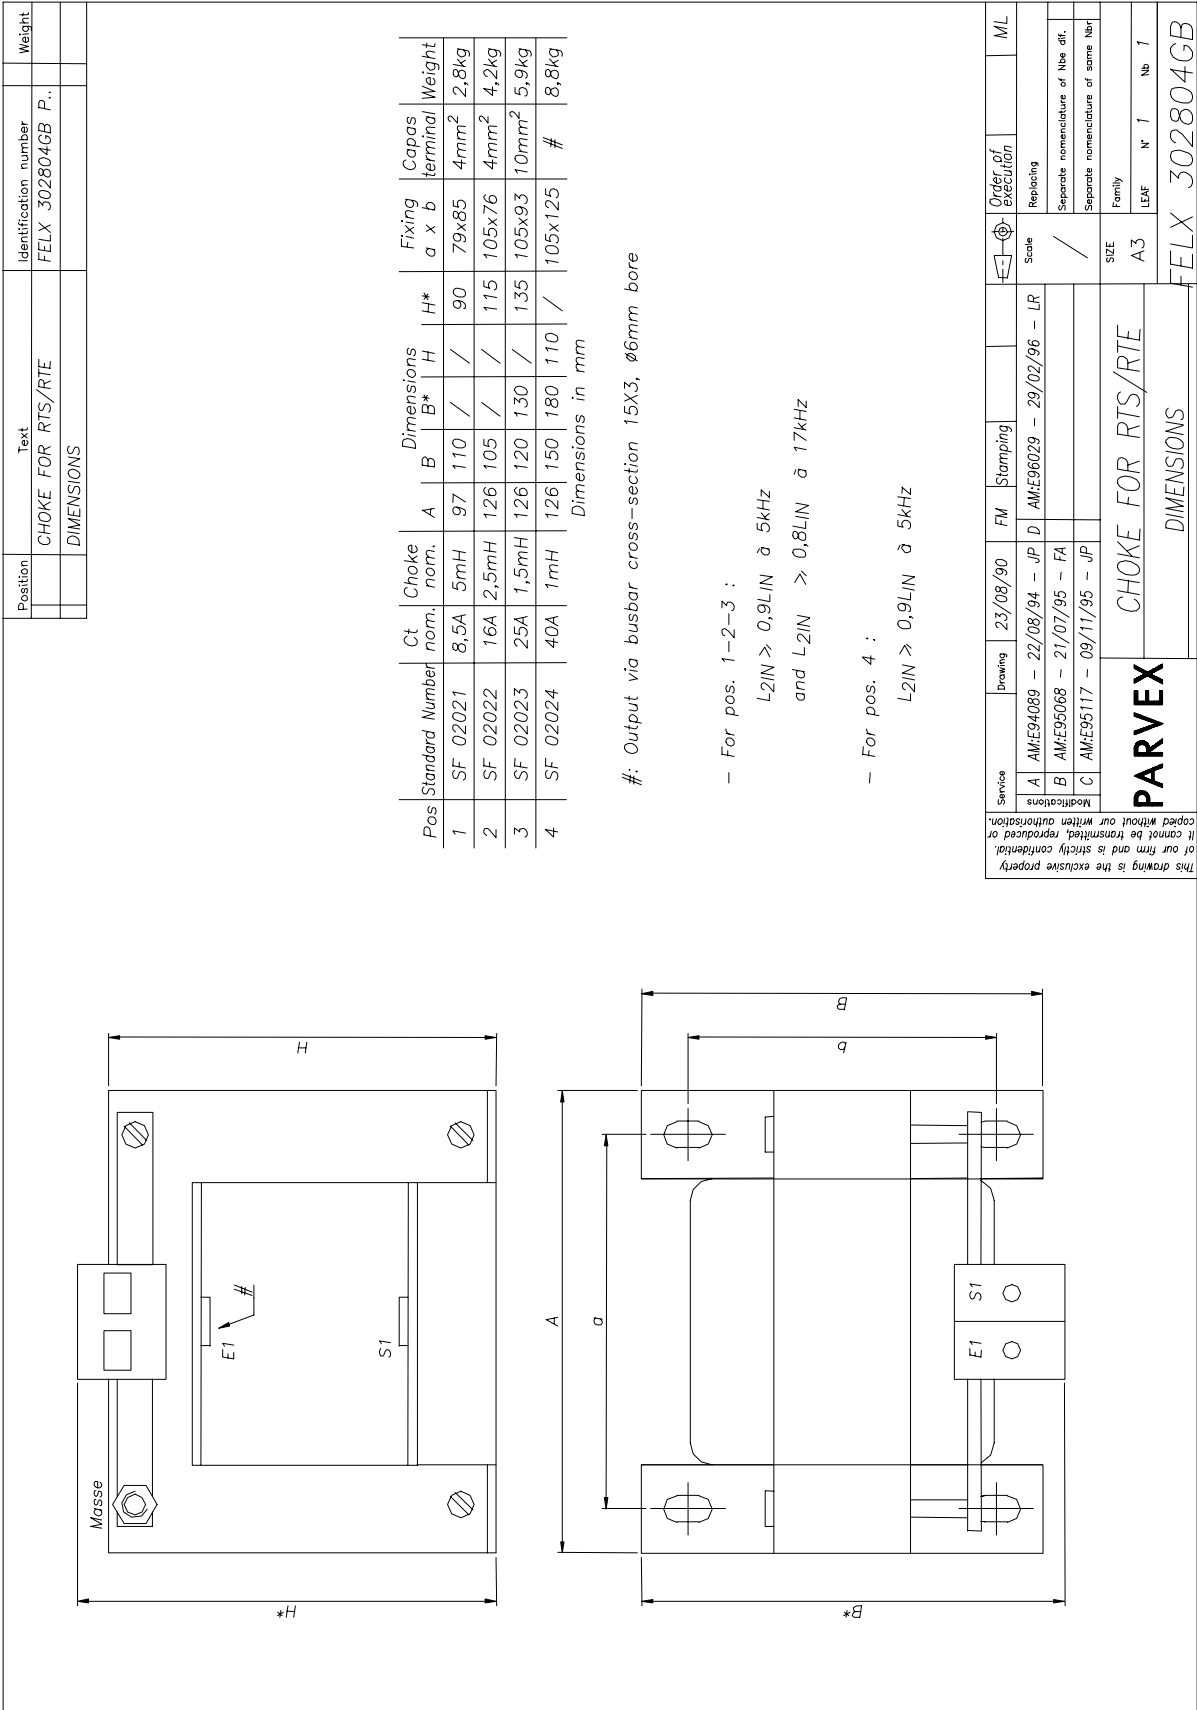 Position Text Identification number Weight
CHOKE FOR RTS/RTE FELX 302804GB P..
DIMENSIONS
Masse
H*
H
E1
#
S1
A
a
B*
B
b
E1 S1
Pos Standard Number Ct nom. Choke nom. Dimensions Fixing a x b Capas terminal Weight
A B B* H H*
1 SF 02021 8,5A 5mH 97 110 / / 90 79x85 4mm² 2,8kg
2 SF 02022 16A 2,5mH 126 105 / / 115 105x76 4mm² 4,2kg
3 SF 02023 25A 1,5mH 126 120 130 / 135 105x93 10mm² 5,9kg
4 SF 02024 40A 1mH 126 150 180 110 / 105x125 # 8,8kg
Dimensions in mm
#: Output via busbar cross-section 15X3, ø6mm bore
- For pos. 1-2-3 :
L2IN ⩾ 0,9LIN à 5kHz
and L2IN ⩾ 0,8LIN à 17kHz
- For pos. 4 :
L2IN ⩾ 0,9LIN à 5kHz
This drawing is the exclusive property
of our firm and is strictly confidential.
It cannot be transmitted, reproduced or
copied without our written authorisation.
Service Drawing 23/08/90 FM Stamping Order of execution ML
Modifications
A AM:E94089 - 22/08/94 - JP D AM:E96029 - 29/02/96 - LR
B AM:E95068 - 21/07/95 - FA
C AM:E95117 - 09/11/95 - JP
Scale
/
Replacing
Separate nomenclature of Nbe dif.
Separate nomenclature of same Nbr
PARVEX
CHOKE FOR RTS/RTE
DIMENSIONS
SIZE
A3
Family
LEAF N° 1 Nb 1
FELX 302804GB